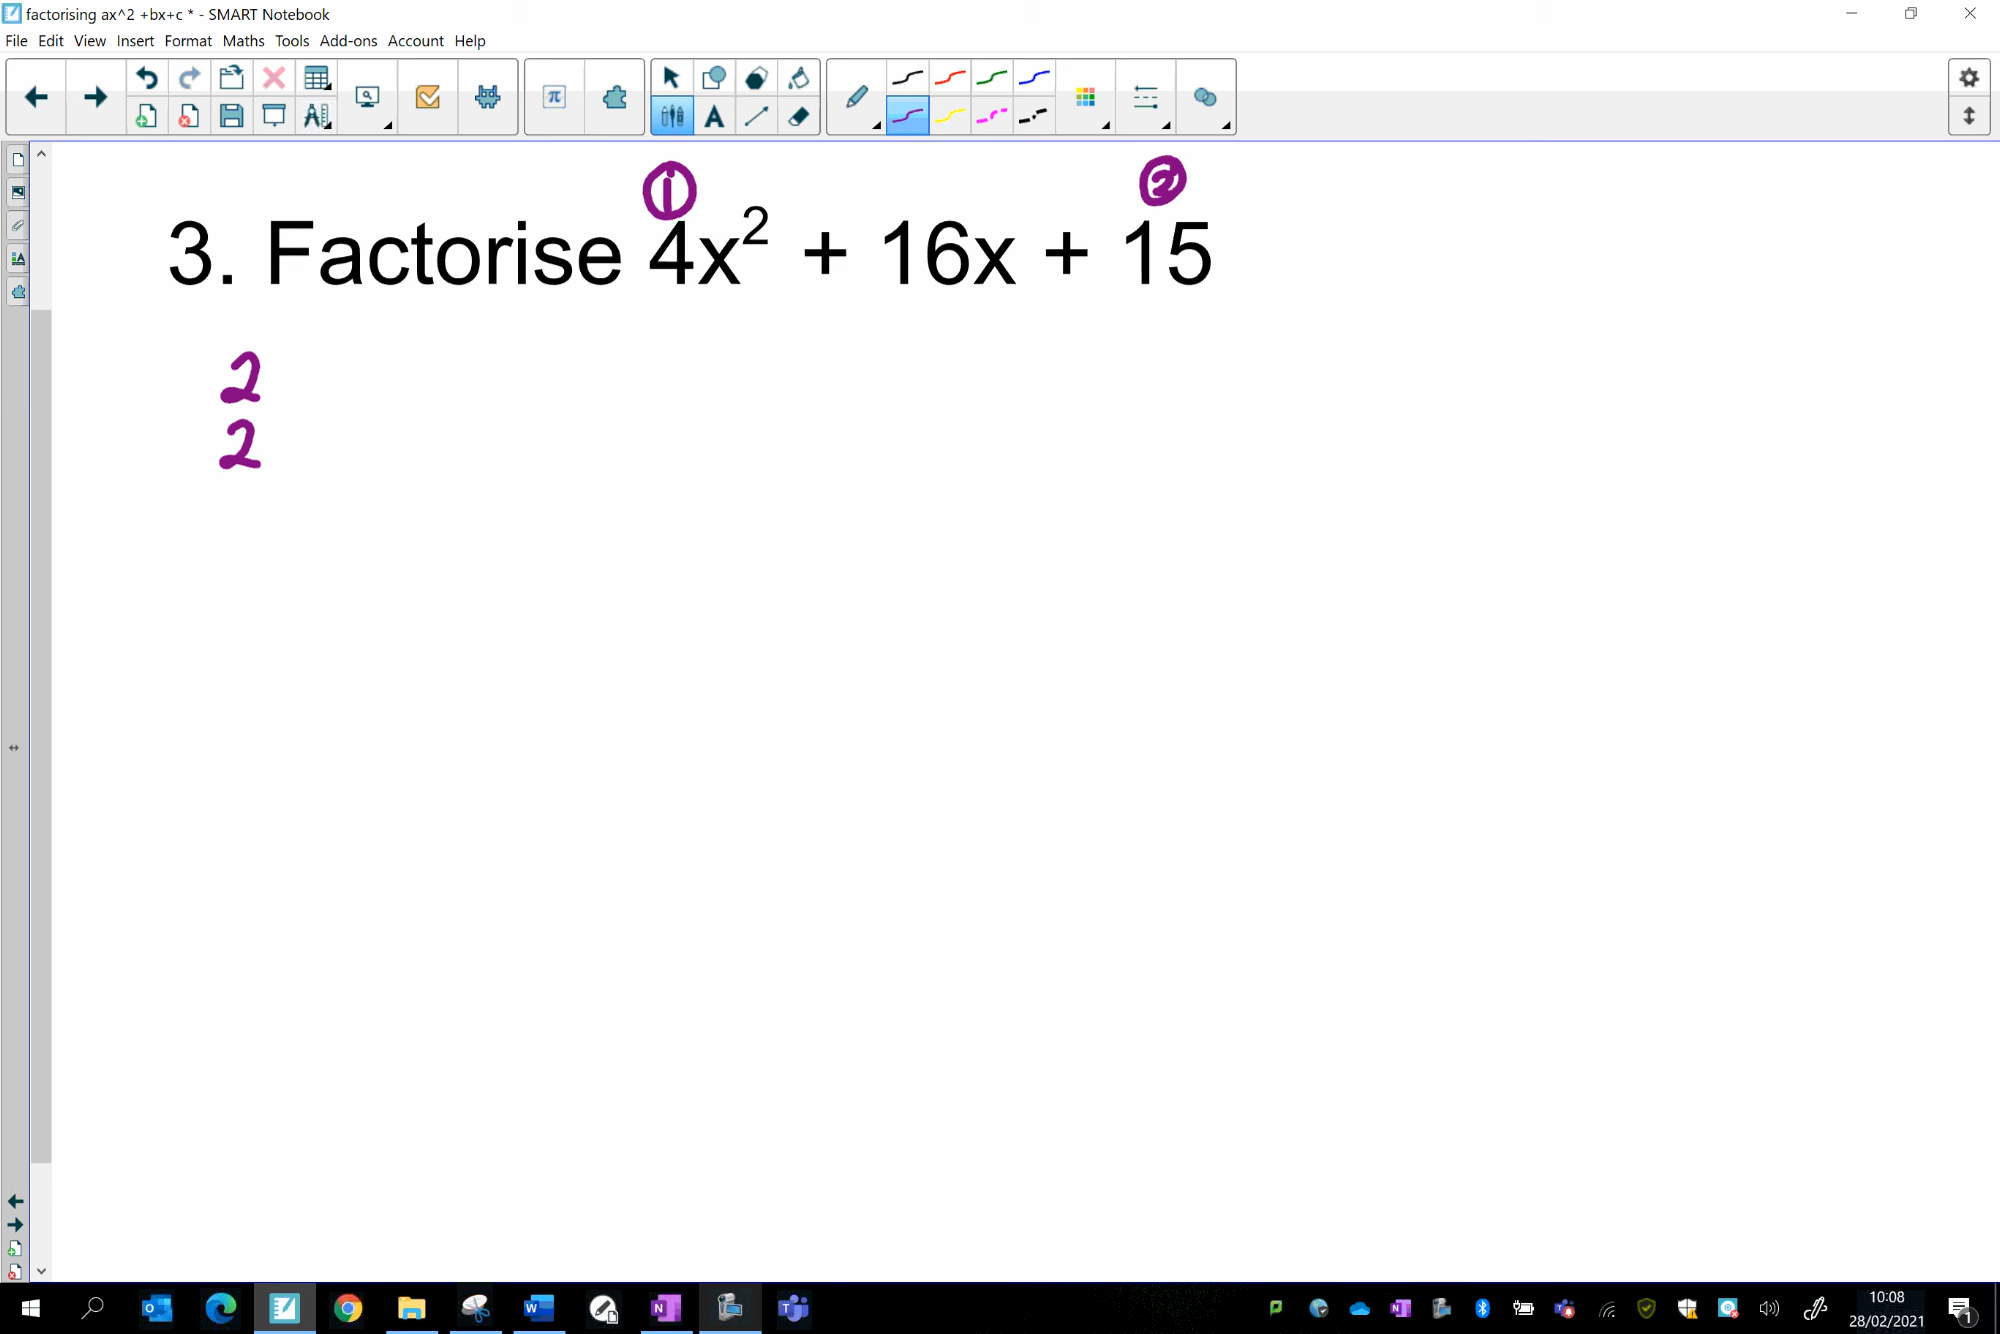 factorising ax^2 +bx+c * - SMART Notebook
File Edit View Insert Format Maths Tools Add-ons Account Help
π
A
A
① ②
3. Factorise 4x² + 16x + 15
2
2
10:08
28/02/2021
1